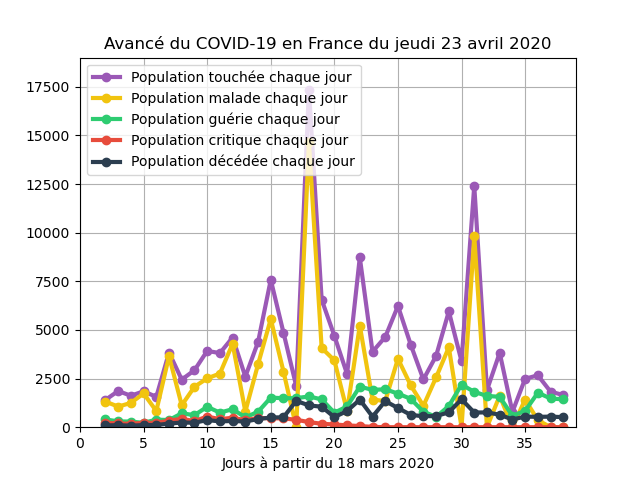 Avancé du COVID-19 en France du jeudi 23 avril 2020
Population touchée chaque jour
Population malade chaque jour
Population guérie chaque jour
Population critique chaque jour
Population décédée chaque jour
17500
15000
12500
10000
7500
5000
2500
0
0 5 10 15 20 25 30 35
Jours à partir du 18 mars 2020